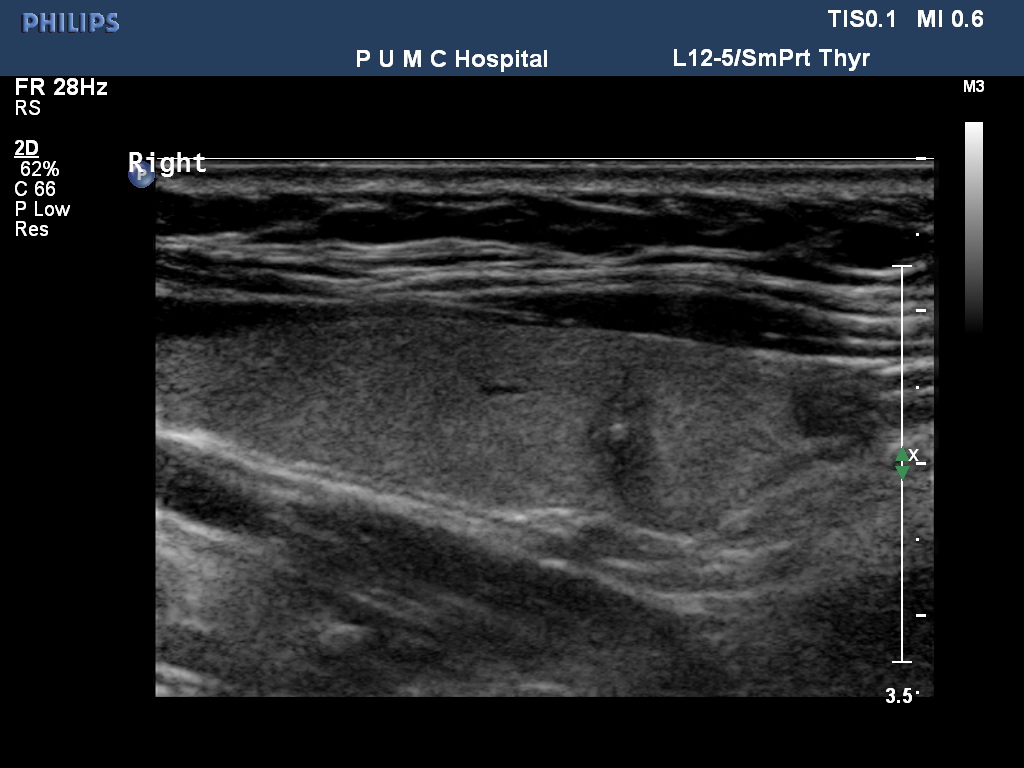 PHILIPS
TIS0.1 MI 0.6
P U M C Hospital
L12-5/SmPrt Thyr
FR 28Hz
RS
M3
2D
62%
C 66
P Low
Res
Right
P
X
3.5